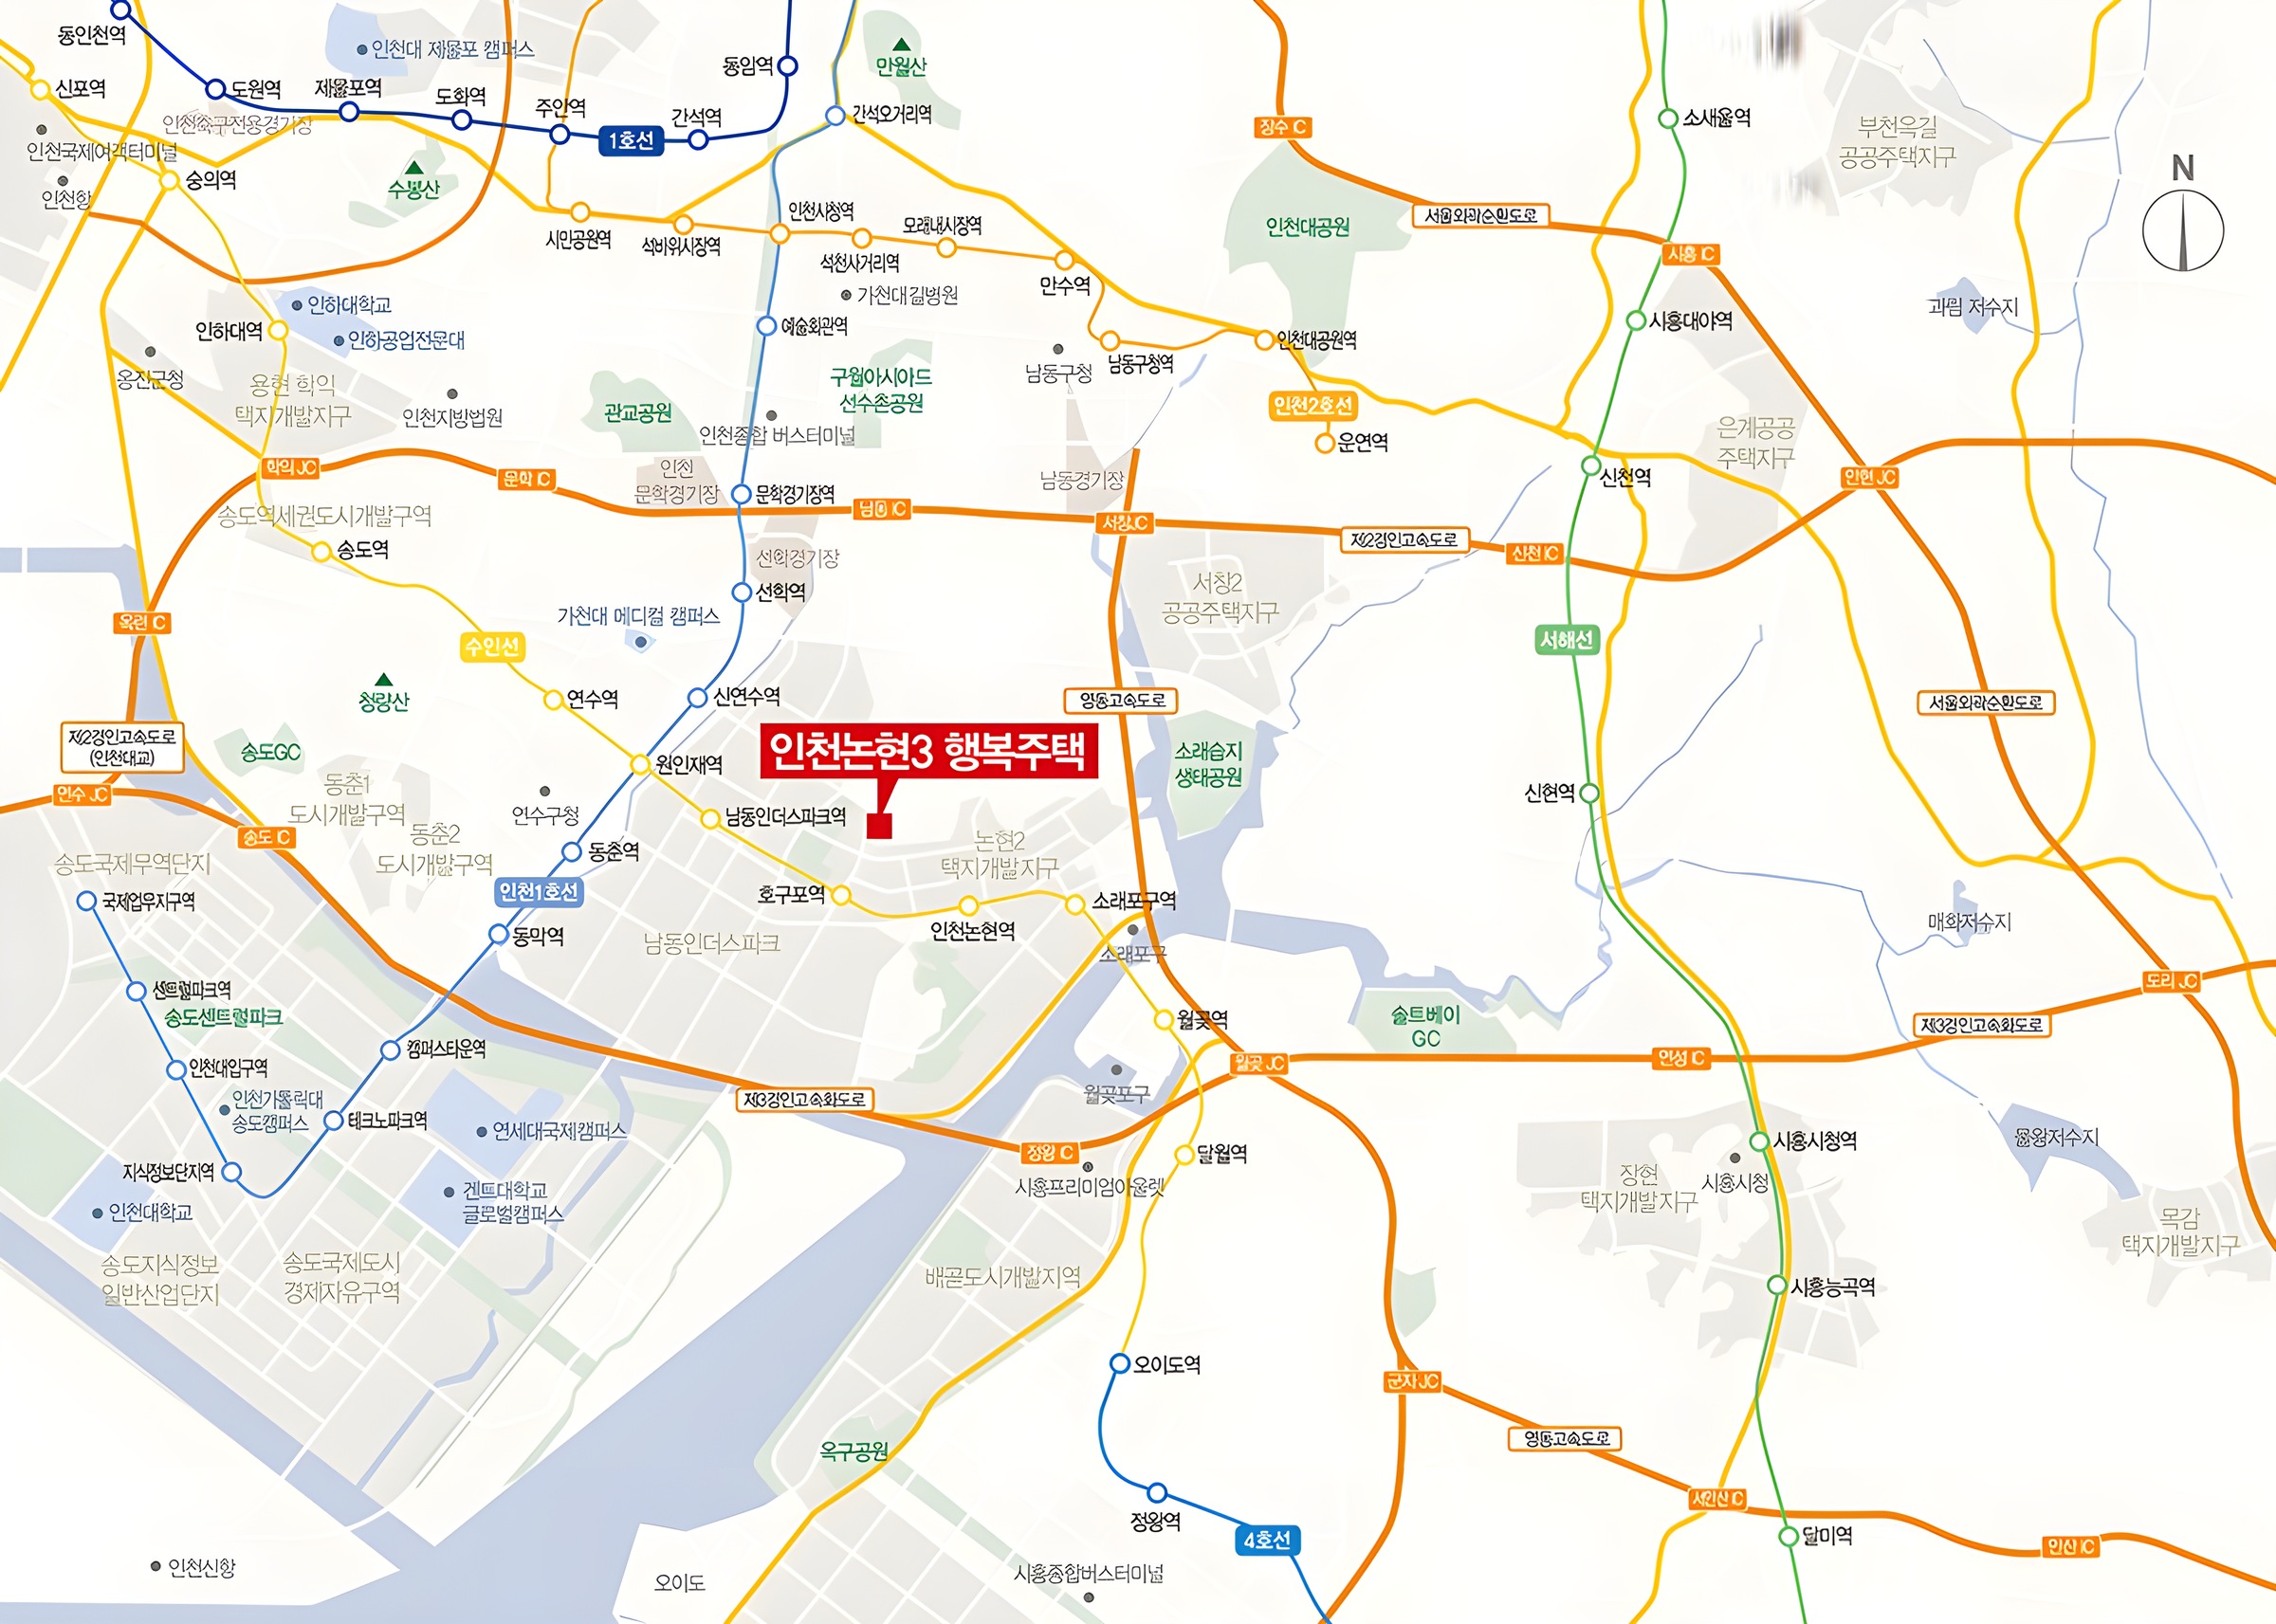 동인천역
인천대 제물포 캠퍼스
동암역
만월산
신포역
도원역
제물포역
도화역
주안역
간석역
1호선
간석오거리역
장수 IC
소새울역
부천옥길
공공주택지구
N
인천축구전용경기장
인천국제여객터미널
인천항
숭의역
수봉산
시민공원역
석바위시장역
인천시청역
석천사거리역
모래내시장역
만수역
인천대공원
서울외곽순환도로
시흥 IC
인하대학교
인하공업전문대
인하대역
가천대길병원
예술회관역
시흥대야역
과림 저수지
옹진군청
용현 학익
택지개발지구
인천지방법원
관교공원
구월아시아드
선수촌공원
남동구청
남동구청역
인천대공원역
인천2호선
운연역
인천종합 버스터미널
은계공공
주택지구
학익 JC
문학 IC
인천
문학경기장
문학경기장역
남동경기장
신천역
안현 JC
남동 IC
서창JC
제2경인고속도로
신천 IC
송도역세권도시개발구역
송도역
선학경기장
선학역
서창2
공공주택지구
옥련 IC
가천대 메디컬 캠퍼스
수인선
서해선
청량산
연수역
신연수역
영동고속도로
서울외곽순환도로
제2경인고속도로
(인천대교)
송도GC
인천논현3 행복주택
소래습지
생태공원
원인재역
연수 JC
동춘1
도시개발구역
연수구청
남동인더스파크역
신현역
송도 IC
동춘2
도시개발구역
동춘역
논현2
택지개발지구
송도국제무역단지
국제업무지구역
인천1호선
호구포역
소래포구역
인천논현역
매화저수지
동막역
남동인더스파크
소래포구
센트럴파크역
송도센트럴파크
월곶역
솔트베이
GC
도리 JC
제3경인고속화도로
캠퍼스타운역
인천대입구역
월곶 JC
연성 IC
인천가톨릭대
송도캠퍼스
제3경인고속화도로
월곶포구
테크노파크역
연세대국제캠퍼스
정왕 IC
달월역
시흥시청역
물왕저수지
지식정보단지역
시흥프리미엄아울렛
장현
택지개발지구
시흥시청
인천대학교
겐트대학교
글로벌캠퍼스
목감
택지개발지구
송도지식정보
일반산업단지
송도국제도시
경제자유구역
배곧도시개발지역
시흥능곡역
오이도역
군자 JC
옥구공원
영동고속도로
정왕역
서안산 IC
4호선
달미역
안산 IC
인천신항
오이도
시흥종합버스터미널